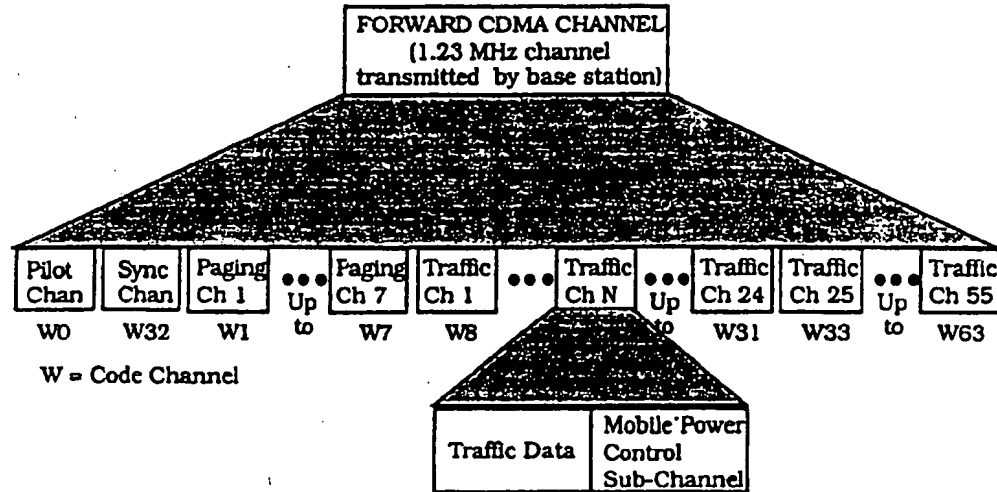 FORWARD CDMA CHANNEL
(1.23 MHz channel
transmitted by base station)
Pilot
Chan
Sync
Chan
Paging
Ch 1
●●●
Up
to
Paging
Ch 7
Traffic
Ch 1
●●●
Traffic
Ch N
●●●
Up
to
Traffic
Ch 24
Traffic
Ch 25
●●●
Up
to
Traffic
Ch 55
W0
W32
W1
W7
W8
W31
W33
W63
W = Code Channel
Traffic Data
Mobile Power
Control
Sub-Channel